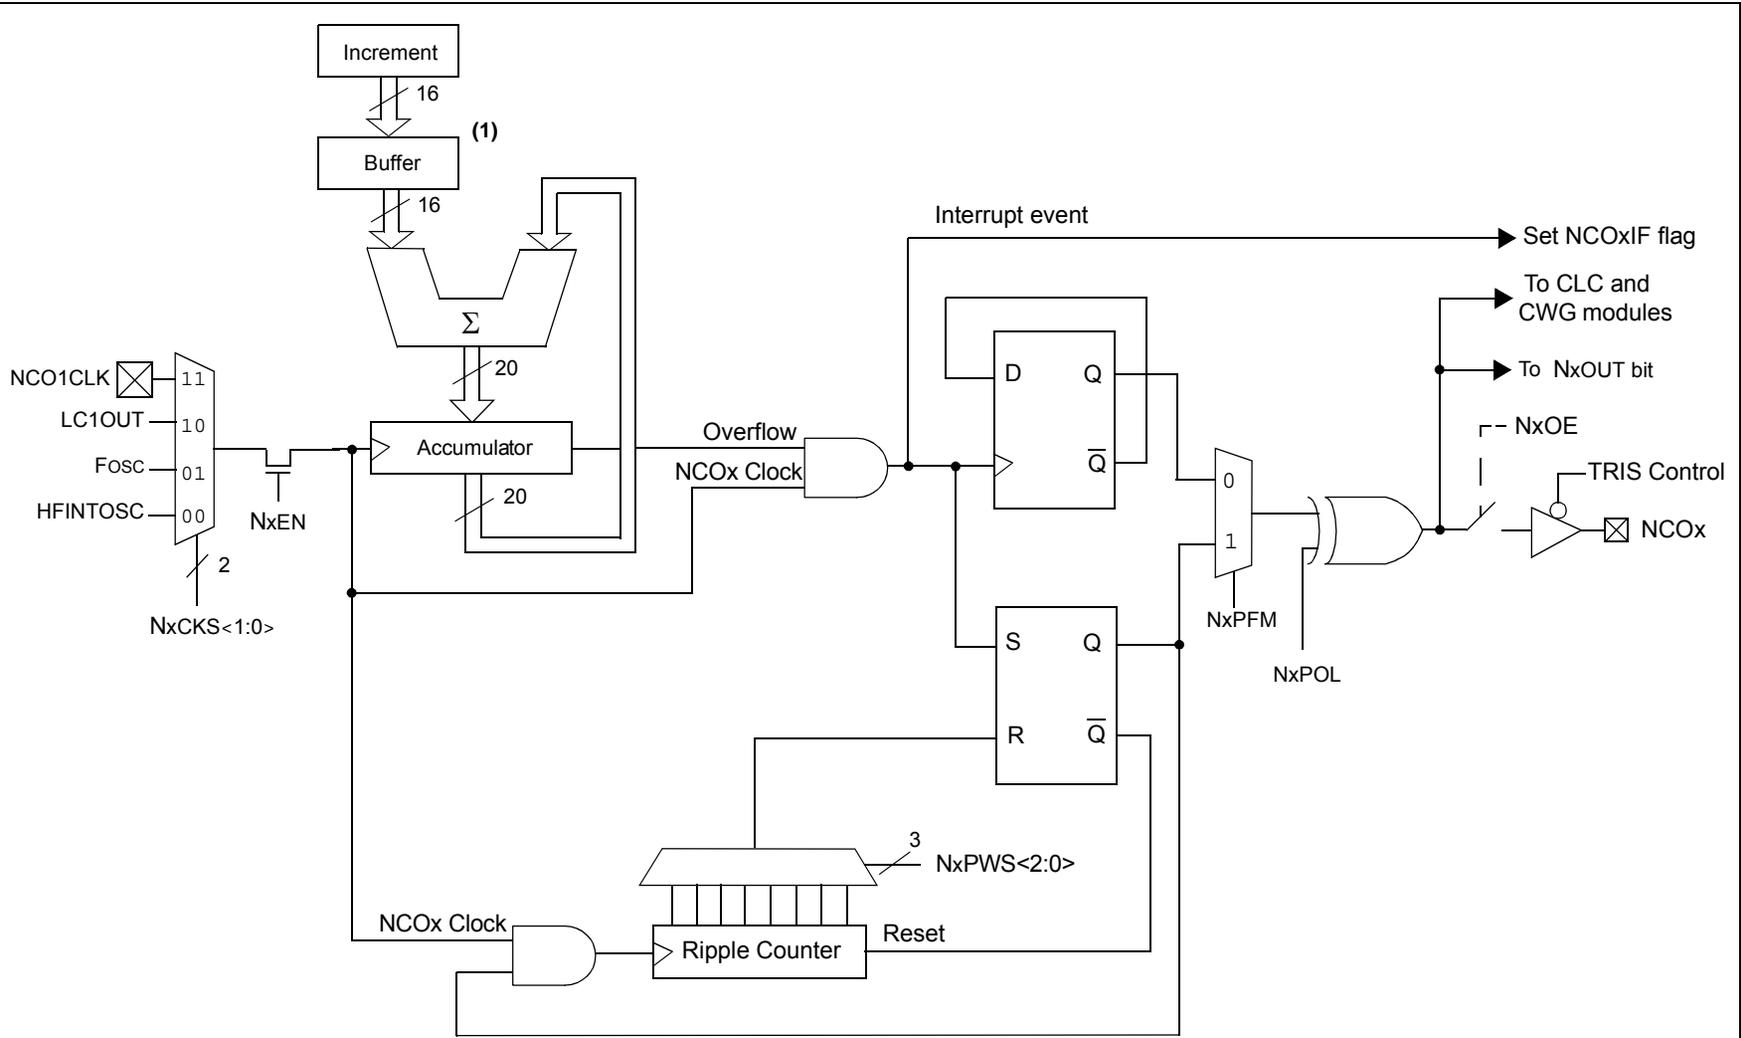 Increment
16
(1)
Buffer
16
Σ
20
Accumulator
20
NCO1CLK
11
LC1OUT
10
FOSC
01
HFINTOSC
00
NxEN
2
NxCKS<1:0>
Overflow
NCOx Clock
Interrupt event
Set NCOxIF flag
To CLC and
CWG modules
To NxOUT bit
D
Q
Q̅
NxOE
TRIS Control
NCOx
0
1
NxPFM
NxPOL
S
Q
R
Q̅
3
NxPWS<2:0>
NCOx Clock
Ripple Counter
Reset